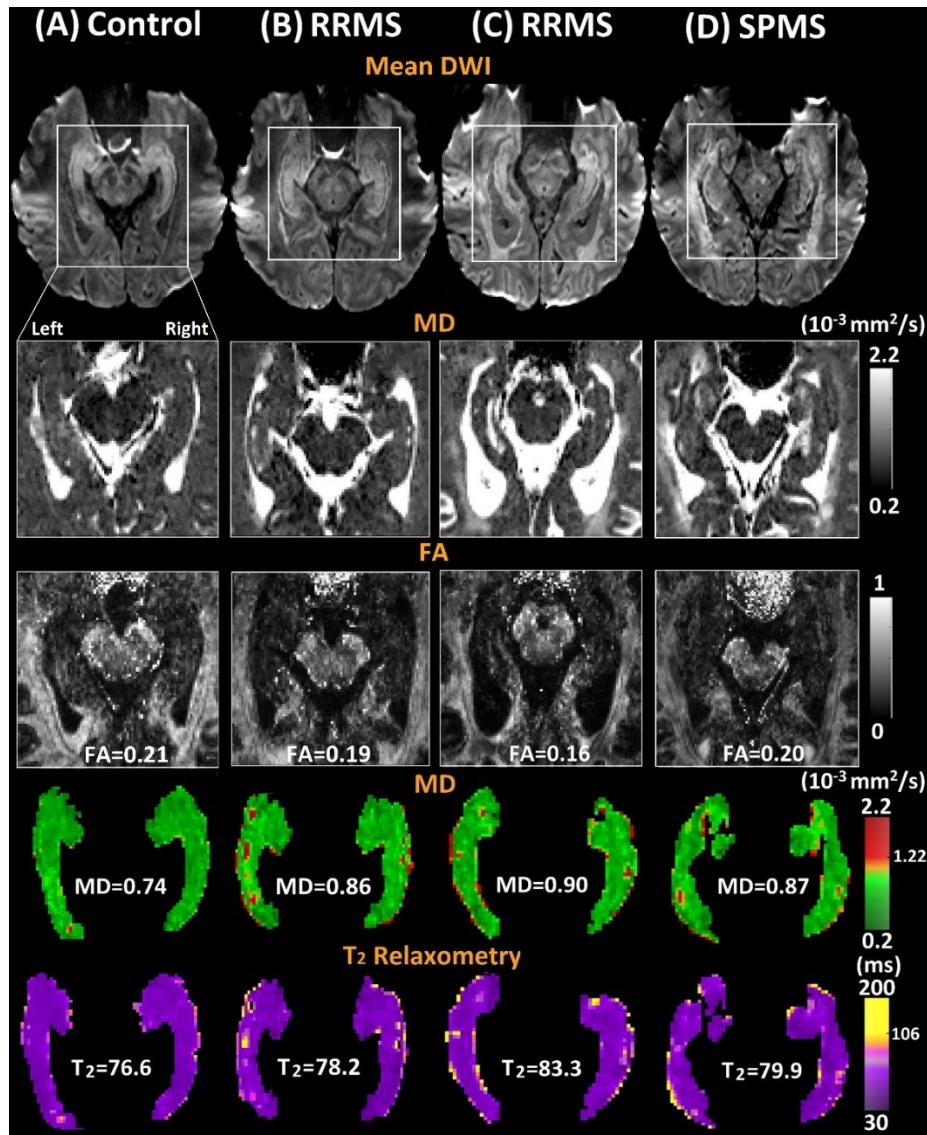 (A) Control (B) RRMS (C) RRMS (D) SPMS
Mean DWI
Left Right
MD
(10⁻³ mm²/s)
2.2
0.2
FA
1
0
FA=0.21 FA=0.19 FA=0.16 FA=0.20
MD
(10⁻³ mm²/s)
2.2
1.22
0.2
MD=0.74 MD=0.86 MD=0.90 MD=0.87
T₂ Relaxometry
(ms)
200
106
30
T₂=76.6 T₂=78.2 T₂=83.3 T₂=79.9